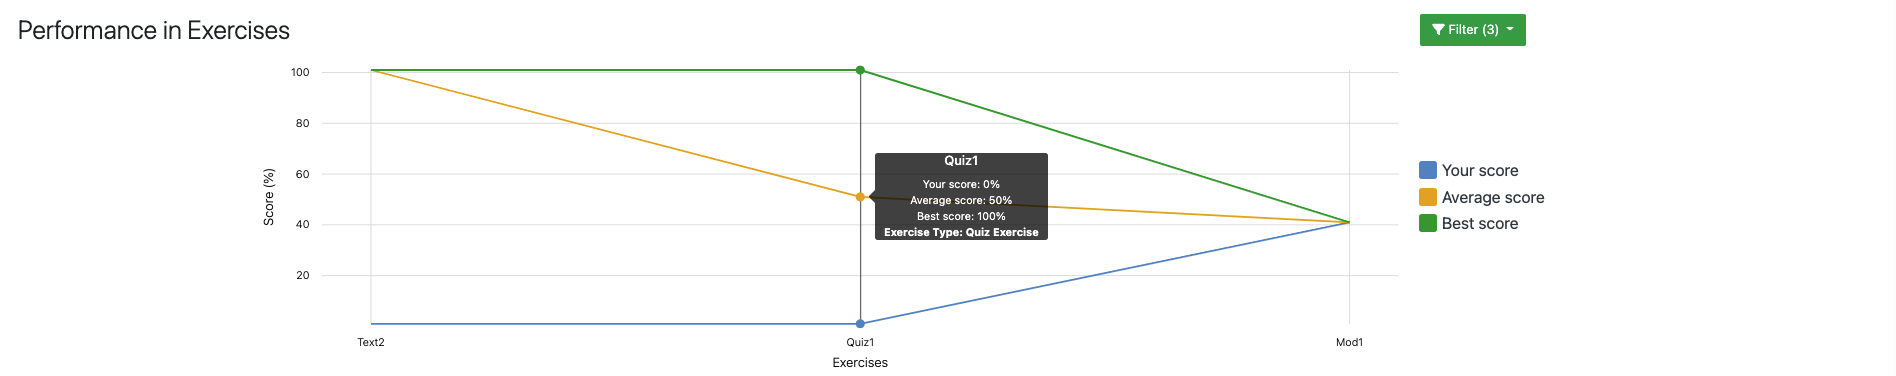 Performance in Exercises
Filter (3)
100
80
60
40
20
Score (%)
Quiz1
Your score: 0%
Average score: 50%
Best score: 100%
Exercise Type: Quiz Exercise
Your score
Average score
Best score
Text2 Quiz1 Mod1
Exercises